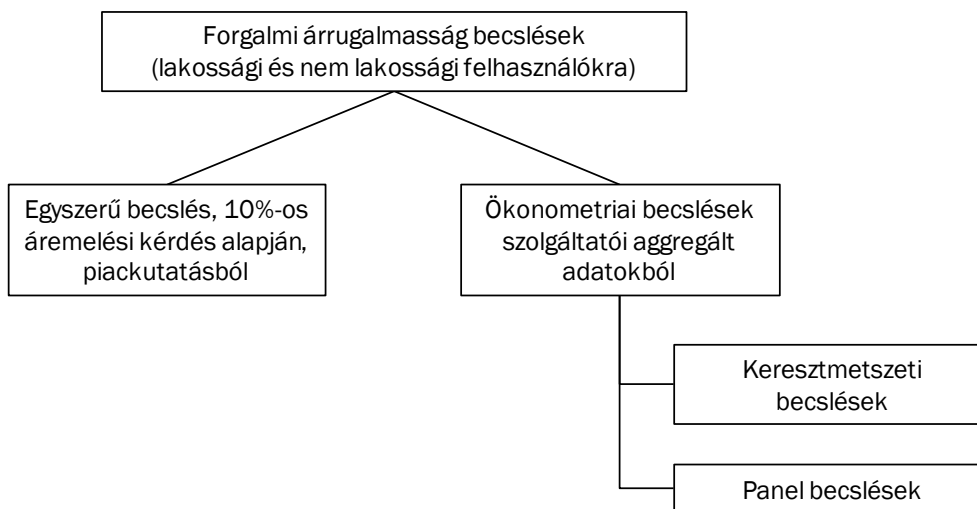 Forgalmi árrugalmasság becslések
(lakossági és nem lakossági felhasználókra)
Egyszerű becslés, 10%-os
áremelési kérdés alapján,
piackutatásból
Ökonometriai becslések
szolgáltatói aggregált
adatokból
Keresztmetszeti
becslések
Panel becslések